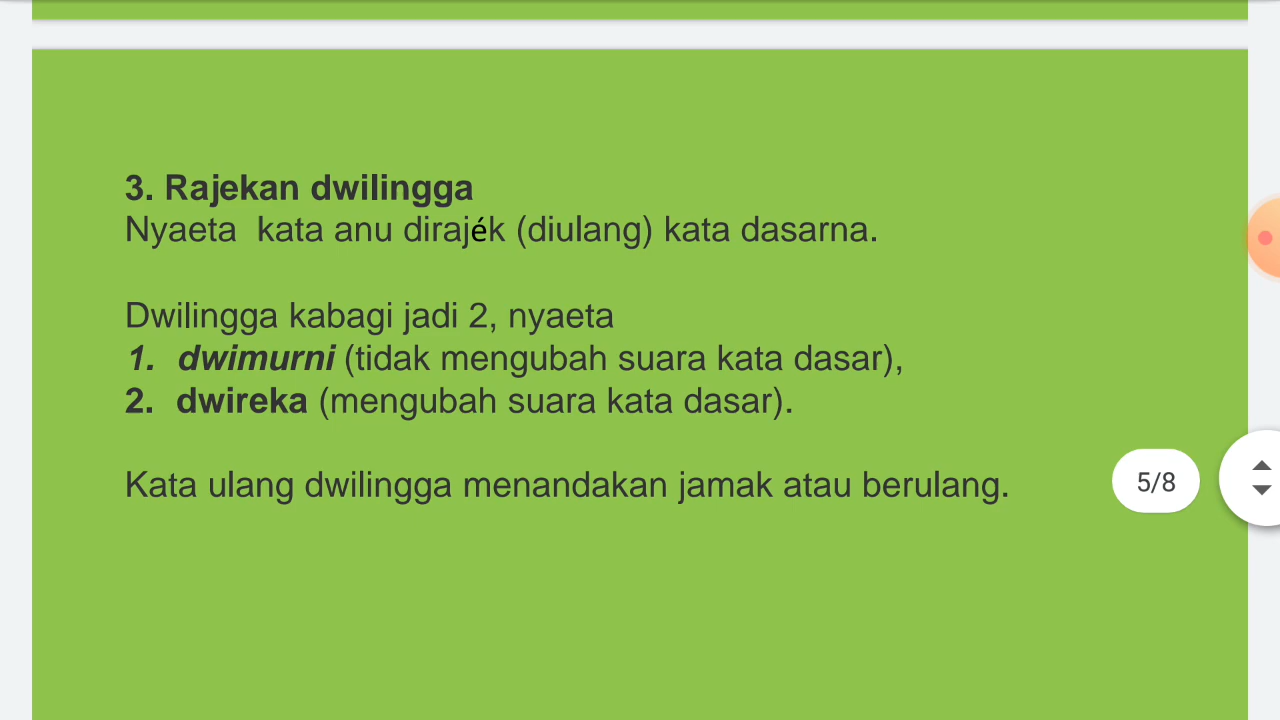 3. Rajekan dwilingga
Nyaeta  kata anu dirajék (diulang) kata dasarna.
Dwilingga kabagi jadi 2, nyaeta
1. dwimurni (tidak mengubah suara kata dasar),
2. dwireka (mengubah suara kata dasar).
Kata ulang dwilingga menandakan jamak atau berulang.
5/8